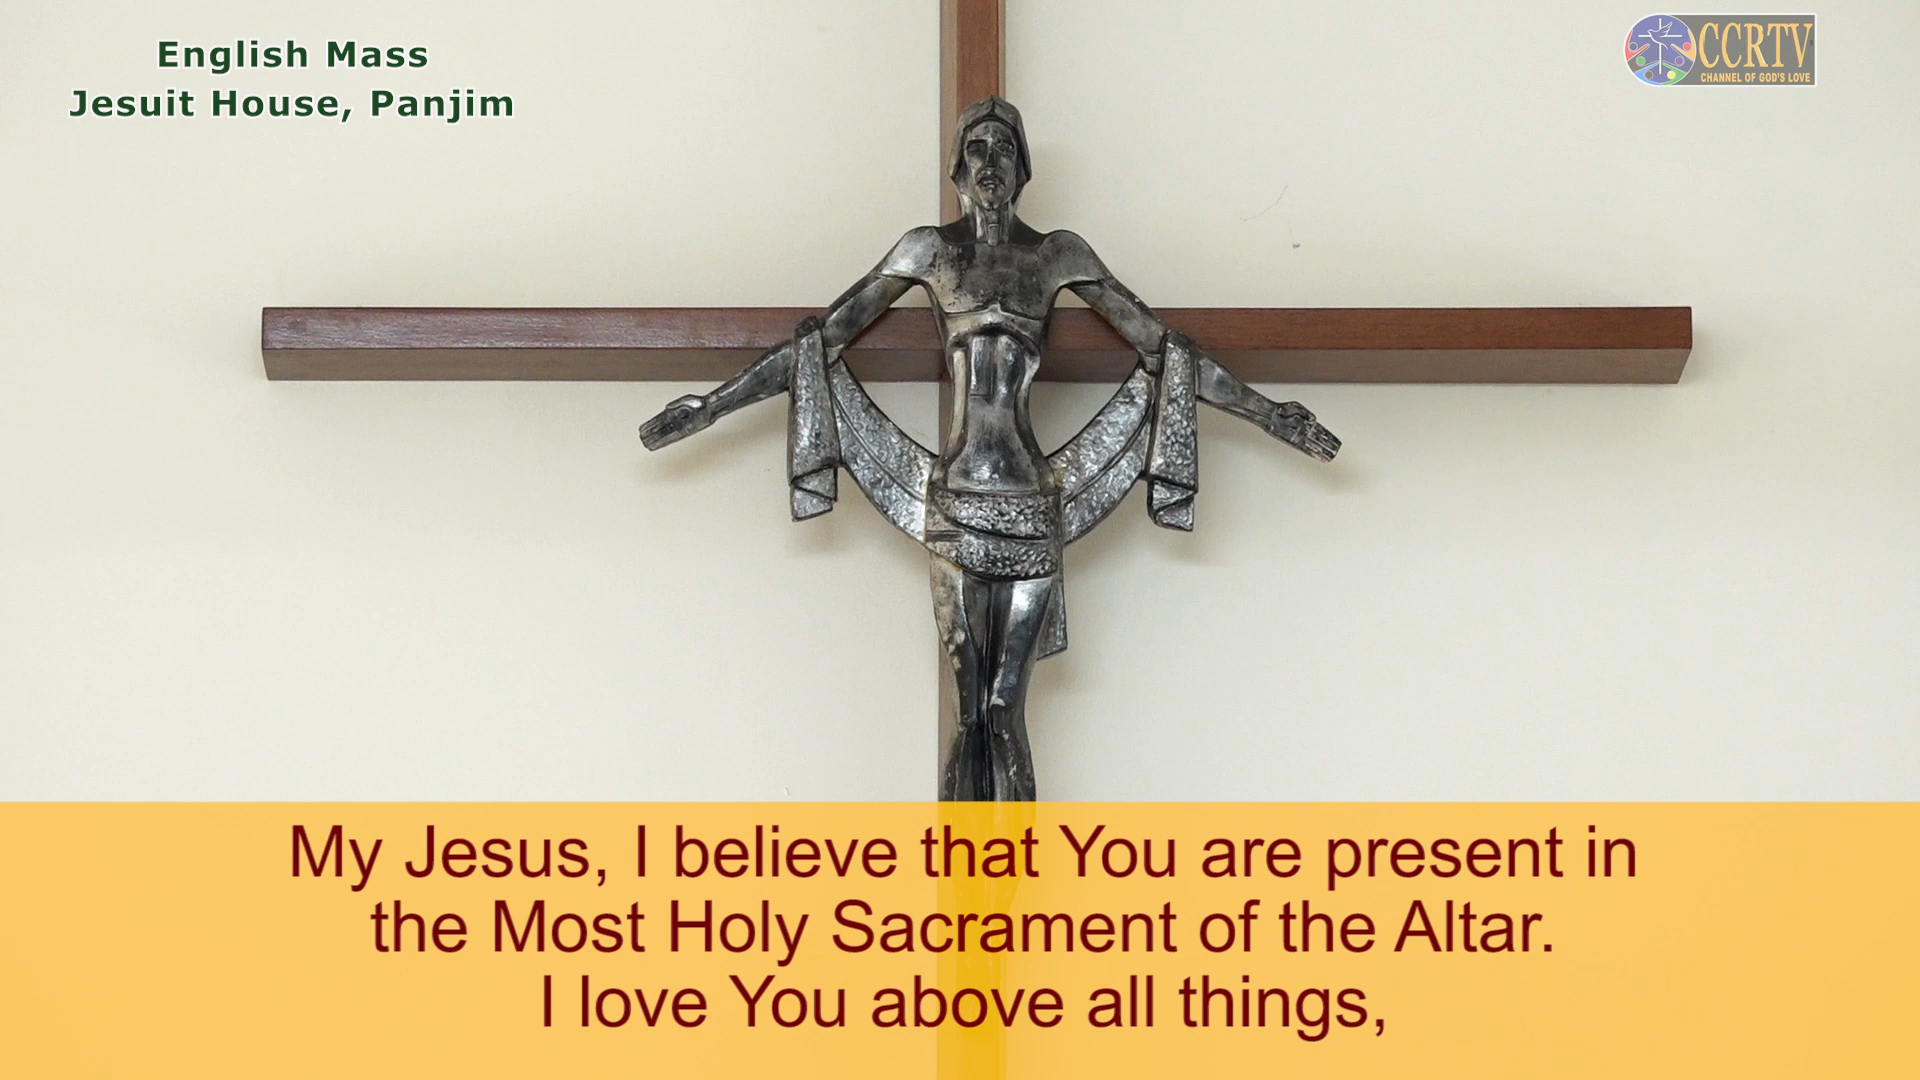 English Mass
Jesuit House, Panjim
CCRTV
CHANNEL OF GOD'S LOVE
My Jesus, I believe that You are present in
the Most Holy Sacrament of the Altar.
I love You above all things,